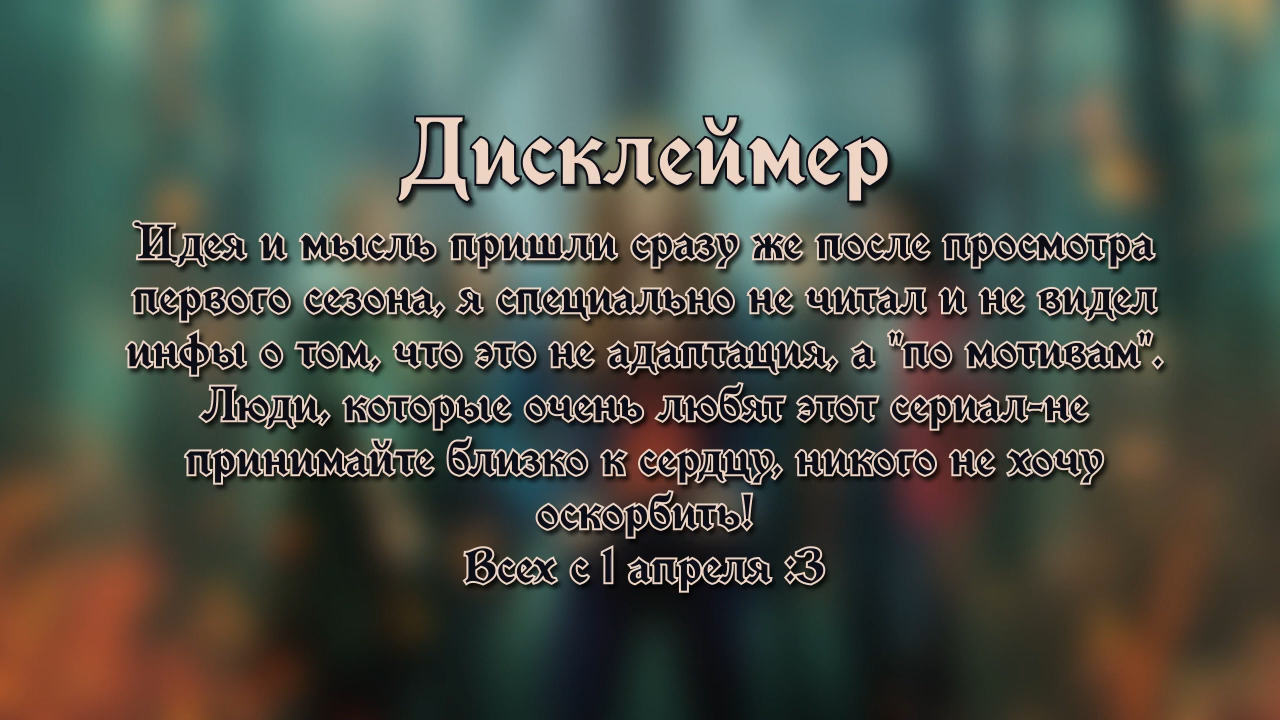 Дисклеймер
Идея и мысль пришли сразу же после просмотра
первого сезона, я специально не читал и не видел
инфы о том, что это не адаптация, а "по мотивам".
Люди, которые очень любят этот сериал-не
принимайте близко к сердцу, никого не хочу
оскорбить!
Всех с 1 апреля :3